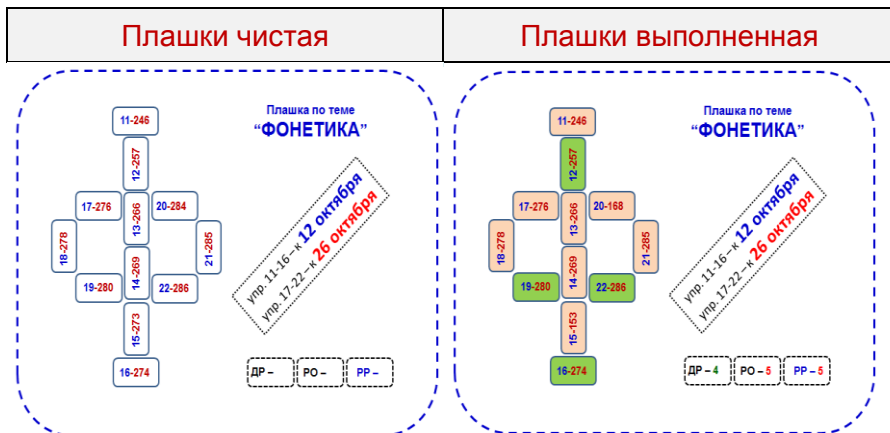 Плашки чистая
Плашки выполненная
Плашка по теме
“ФОНЕТИКА”
11-246
12-257
17-276
13-266
20-284
18-278
21-285
14-269
19-280
22-286
15-273
16-274
упр. 11-16 – к 12 октября
упр. 17-22 – к 26 октября
ДР –
РО –
РР –
Плашка по теме
“ФОНЕТИКА”
11-246
12-257
17-276
13-266
20-168
18-278
21-285
14-269
19-280
22-286
15-153
16-274
упр. 11-16 – к 12 октября
упр. 17-22 – к 26 октября
ДР – 4
РО – 5
РР – 5